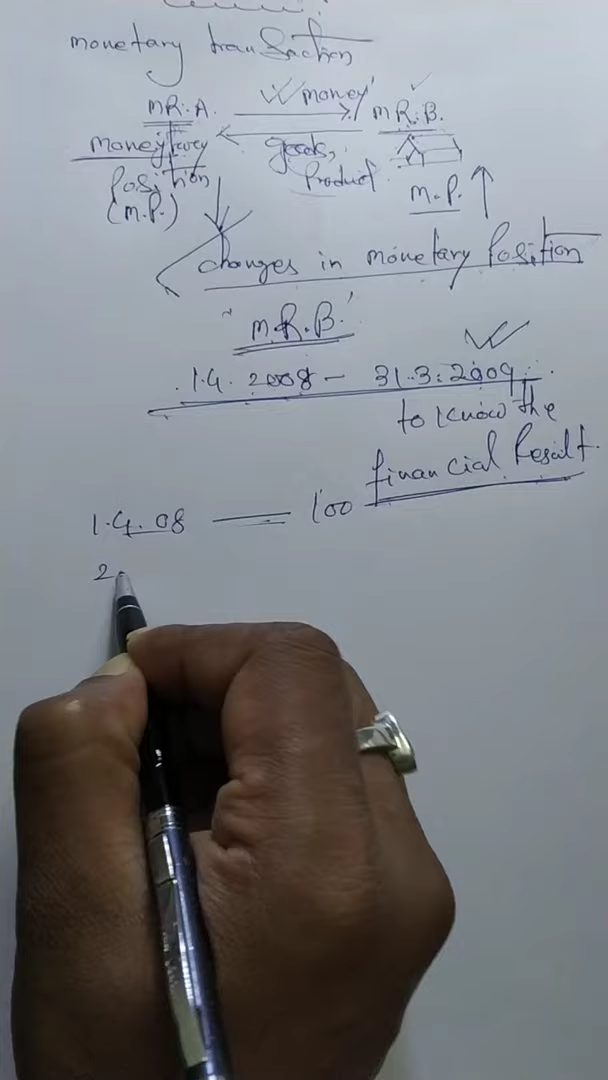 monetary transaction
MR. A. money MR. B.
Monetary goods,
Position Product
(M.P.) M.P.
changes in monetary Position
"M.R.B."
1.4.2008 - 31.3.2009
to know the
financial Result.
1.4.08 — 100
2.